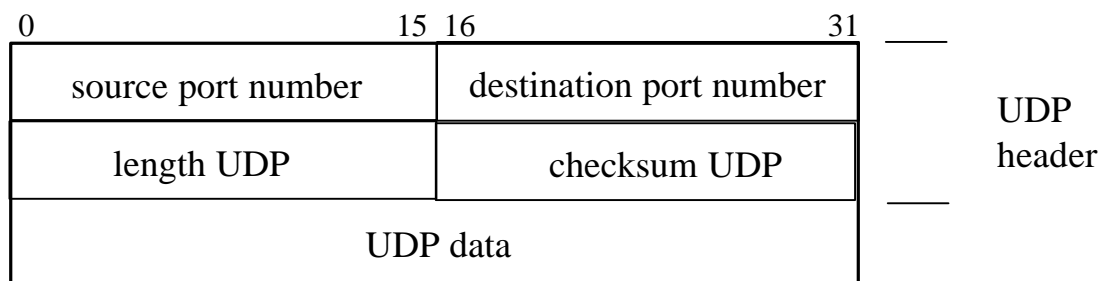 0 15 16 31
source port number destination port number
UDP header
length UDP checksum UDP
UDP data